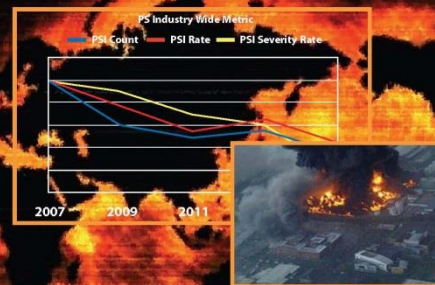 PS Industry Wide Metric
PSI Count PSI Rate PSI Severity Rate
2007 2009 2011